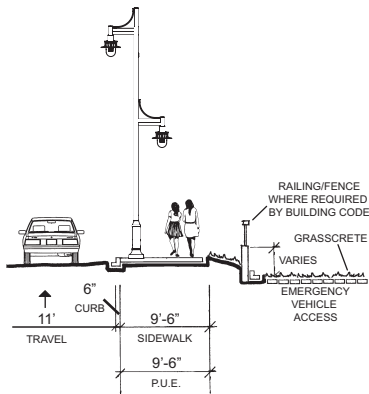 RAILING/FENCE
WHERE REQUIRED
BY BUILDING CODE
GRASSCRETE
VARIES
EMERGENCY
VEHICLE
ACCESS
6”
CURB
11’
TRAVEL
9’-6”
SIDEWALK
9’-6”
P.U.E.